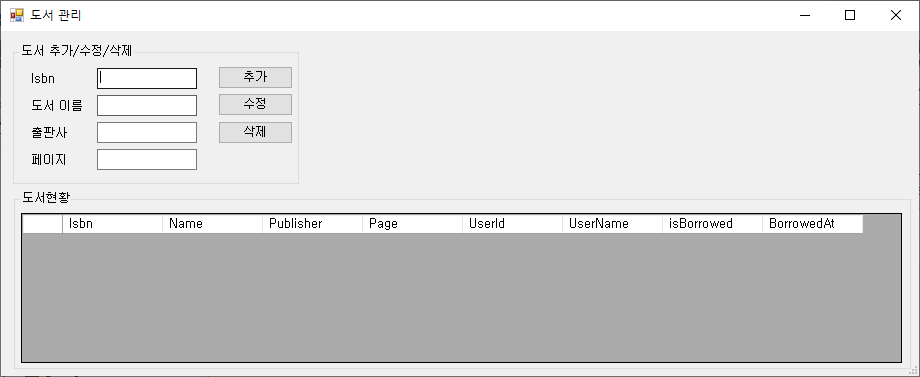 도서 관리
도서 추가/수정/삭제
Isbn 추가
도서 이름 수정
출판사 삭제
페이지
도서현황
Isbn Name Publisher Page UserId UserName isBorrowed BorrowedAt